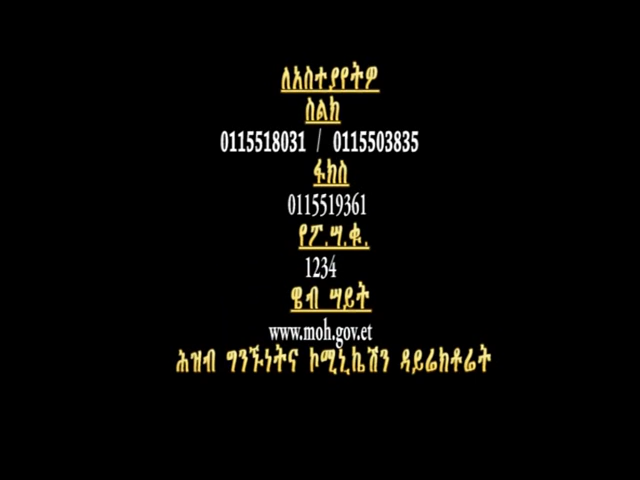 ለአስተያየትዎ
ስልክ
0115518031 / 0115503835
ፋክስ
0115519361
የፖ.ሣ.ቁ.
1234
ዌብ ሣይት
www.moh.gov.et
ሕዝብ ግንኙነትና ኮሚኒኬሽን ዳይሬክቶሬት